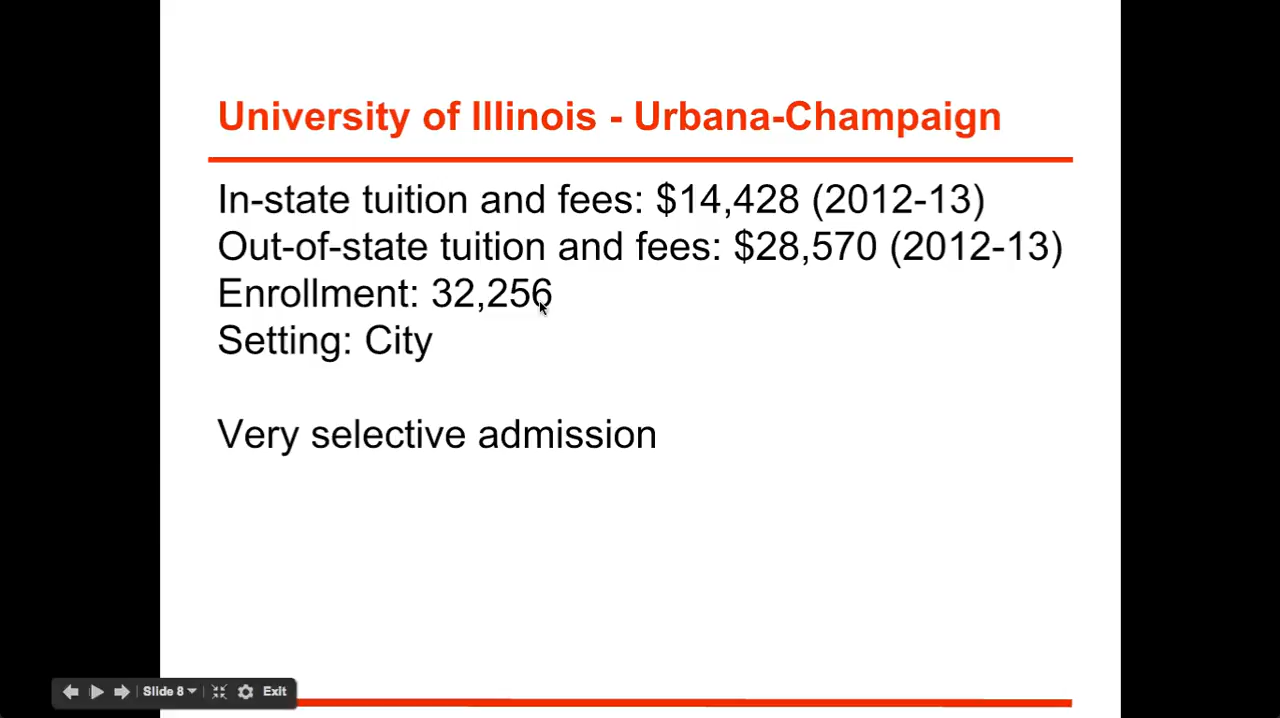 University of Illinois - Urbana-Champaign
In-state tuition and fees: $14,428 (2012-13)
Out-of-state tuition and fees: $28,570 (2012-13)
Enrollment: 32,256
Setting: City
Very selective admission
Slide 8 Exit